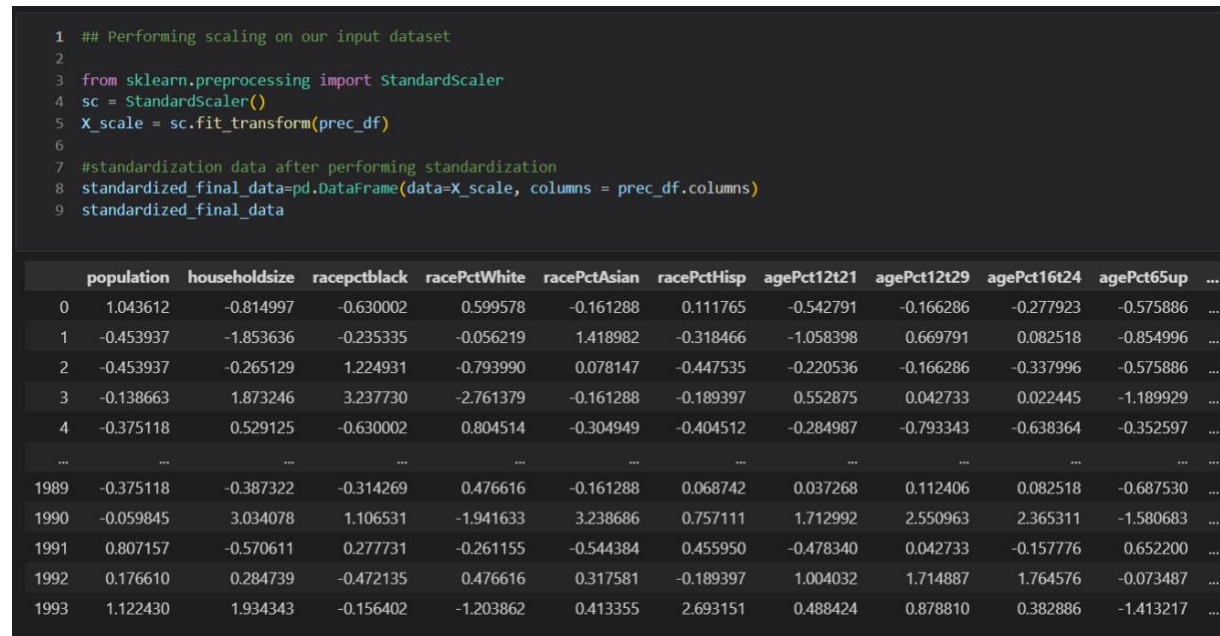 1 ## Performing scaling on our input dataset
2
3 from sklearn.preprocessing import StandardScaler
4 sc = StandardScaler()
5 X_scale = sc.fit_transform(prec_df)
6
7 #standardization data after performing standardization
8 standardized_final_data=pd.DataFrame(data=X_scale, columns = prec_df.columns)
9 standardized_final_data
population householdsize racepctblack racePctWhite racePctAsian racePctHisp agePct12t21 agePct12t29 agePct16t24 agePct65up ...
0 1.043612 -0.814997 -0.630002 0.599578 -0.161288 0.111765 -0.542791 -0.166286 -0.277923 -0.575886 ...
1 -0.453937 -1.853636 -0.235335 -0.056219 1.418982 -0.318466 -1.058398 0.669791 0.082518 -0.854996 ...
2 -0.453937 -0.265129 1.224931 -0.793990 0.078147 -0.447535 -0.220536 -0.166286 -0.337996 -0.575886 ...
3 -0.138663 1.873246 3.237730 -2.761379 -0.161288 -0.189397 0.552875 0.042733 0.022445 -1.189929 ...
4 -0.375118 0.529125 -0.630002 0.804514 -0.304949 -0.404512 -0.284987 -0.793343 -0.638364 -0.352597 ...
... ... ... ... ... ... ... ... ... ... ... ...
1989 -0.375118 -0.387322 -0.314269 0.476616 -0.161288 0.068742 0.037268 0.112406 0.082518 -0.687530 ...
1990 -0.059845 3.034078 1.106531 -1.941633 3.238686 0.757111 1.712992 2.550963 2.365311 -1.580683 ...
1991 0.807157 -0.570611 0.277731 -0.261155 -0.544384 0.455950 -0.478340 0.042733 -0.157776 0.652200 ...
1992 0.176610 0.284739 -0.472135 0.476616 0.317581 -0.189397 1.004032 1.714887 1.764576 -0.073487 ...
1993 1.122430 1.934343 -0.156402 -1.203862 0.413355 2.693151 0.488424 0.878810 0.382886 -1.413217 ...